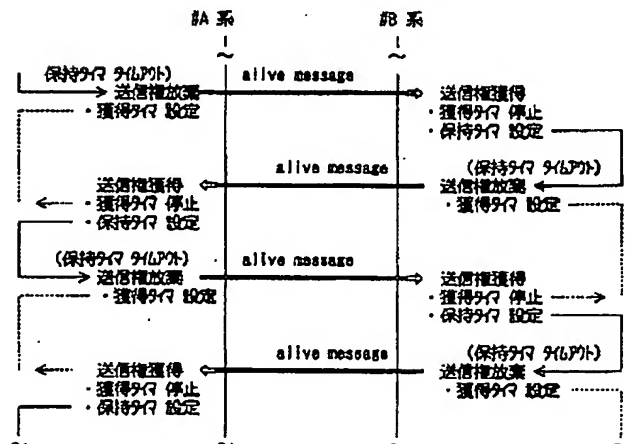 #A 系 #B 系
(保持タイマ タイムアウト) alive message
送信権放棄 送信権獲得
・獲得タイマ 設定 ・獲得タイマ 停止
・保持タイマ 設定
alive message (保持タイマ タイムアウト)
送信権獲得 送信権放棄
・獲得タイマ 停止 ・獲得タイマ 設定
・保持タイマ 設定
(保持タイマ タイムアウト) alive message
送信権放棄 送信権獲得
・獲得タイマ 設定 ・獲得タイマ 停止
・保持タイマ 設定
alive message (保持タイマ タイムアウト)
送信権獲得 送信権放棄
・獲得タイマ 停止 ・獲得タイマ 設定
・保持タイマ 設定